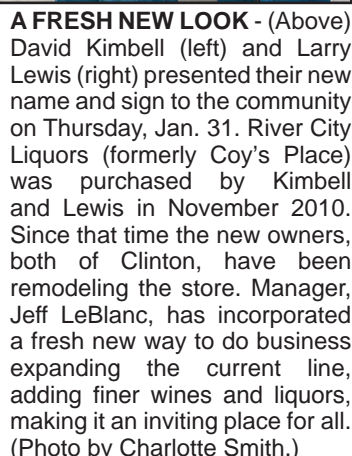 A FRESH NEW LOOK - (Above)
David Kimbell (left) and Larry
Lewis (right) presented their new
name and sign to the community
on Thursday, Jan. 31. River City
Liquors (formerly Coy's Place)
was purchased by Kimbell
and Lewis in November 2010.
Since that time the new owners,
both of Clinton, have been
remodeling the store. Manager,
Jeff LeBlanc, has incorporated
a fresh new way to do business
expanding the current line,
adding finer wines and liquors,
making it an inviting place for all.
(Photo by Charlotte Smith.)